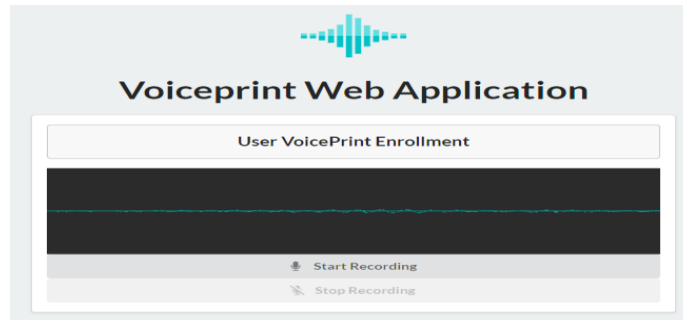 Voiceprint Web Application
User VoicePrint Enrollment
Start Recording
Stop Recording